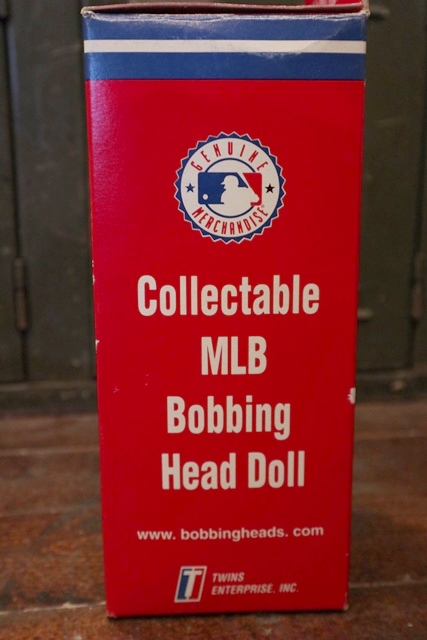 GENUINE
MERCHANDISE
Collectable
MLB
Bobbing
Head Doll
www. bobbingheads. com
T TWINS
ENTERPRISE, INC.